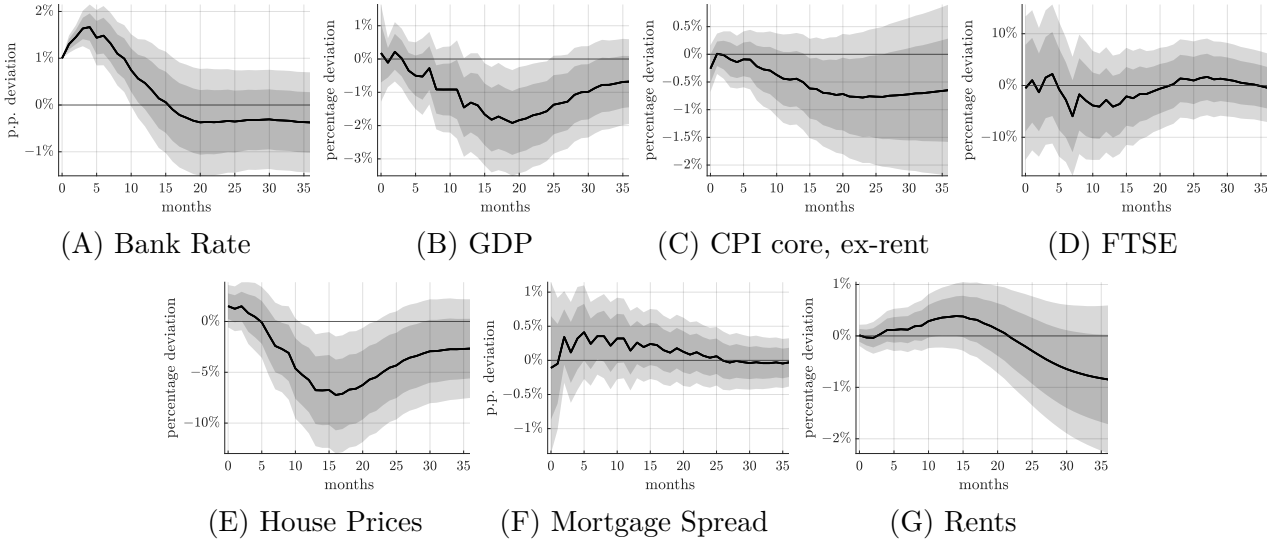 p.p. deviation
2%
1%
0%
−1%
0 5 10 15 20 25 30 35
months
(A) Bank Rate
percentage deviation
1%
0%
−1%
−2%
−3%
0 5 10 15 20 25 30 35
months
(B) GDP
percentage deviation
0.5%
0%
−0.5%
−1%
−1.5%
−2%
0 5 10 15 20 25 30 35
months
(C) CPI core, ex-rent
percentage deviation
10%
0%
−10%
0 5 10 15 20 25 30 35
months
(D) FTSE
percentage deviation
0%
−5%
−10%
0 5 10 15 20 25 30 35
months
(E) House Prices
p.p. deviation
1%
0.5%
0%
−0.5%
−1%
0 5 10 15 20 25 30 35
months
(F) Mortgage Spread
percentage deviation
1%
0%
−1%
−2%
0 5 10 15 20 25 30 35
months
(G) Rents